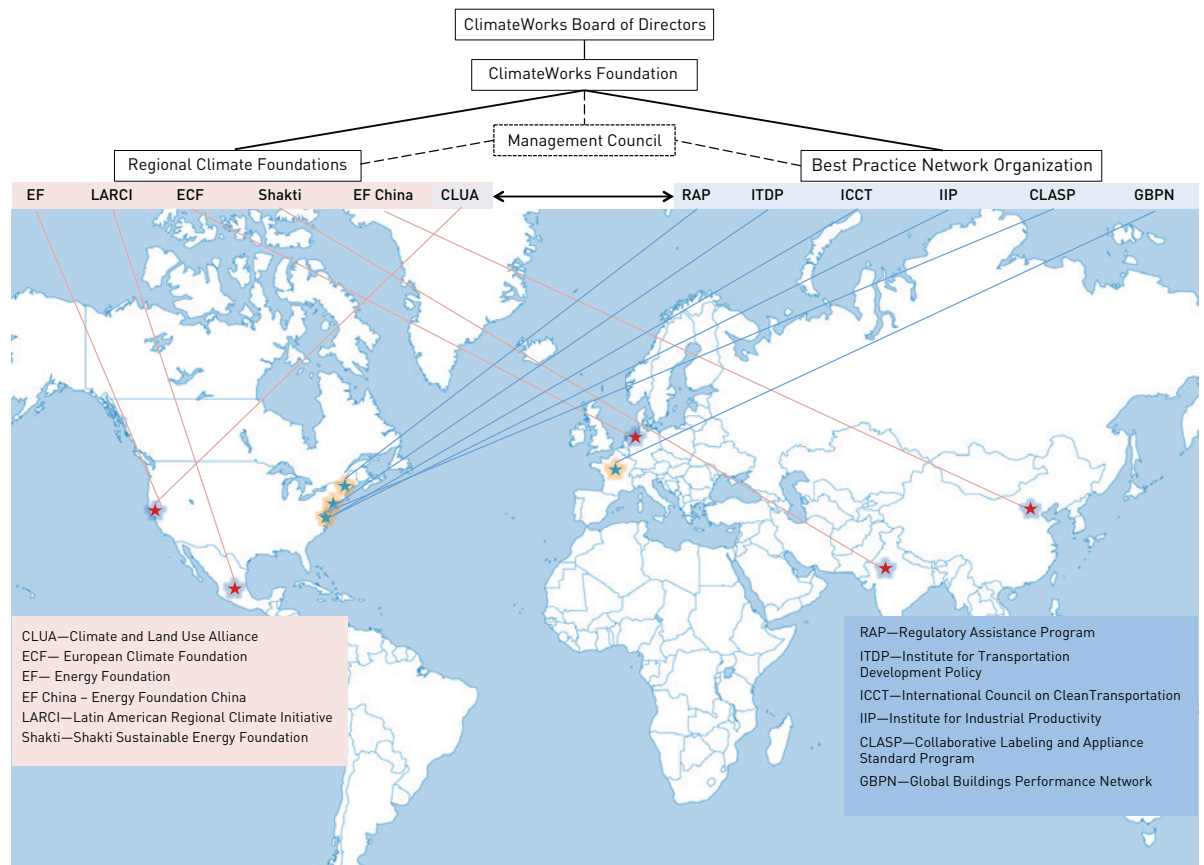 ClimateWorks Board of Directors
ClimateWorks Foundation
Management Council
Regional Climate Foundations
Best Practice Network Organization
EF LARCI ECF Shakti EF China CLUA RAP ITDP ICCT IIP CLASP GBPN
CLUA—Climate and Land Use Alliance
ECF— European Climate Foundation
EF— Energy Foundation
EF China – Energy Foundation China
LARCI—Latin American Regional Climate Initiative
Shakti—Shakti Sustainable Energy Foundation
RAP—Regulatory Assistance Program
ITDP—Institute for Transportation
Development Policy
ICCT—International Council on CleanTransportation
IIP—Institute for Industrial Productivity
CLASP—Collaborative Labeling and Appliance
Standard Program
GBPN—Global Buildings Performance Network